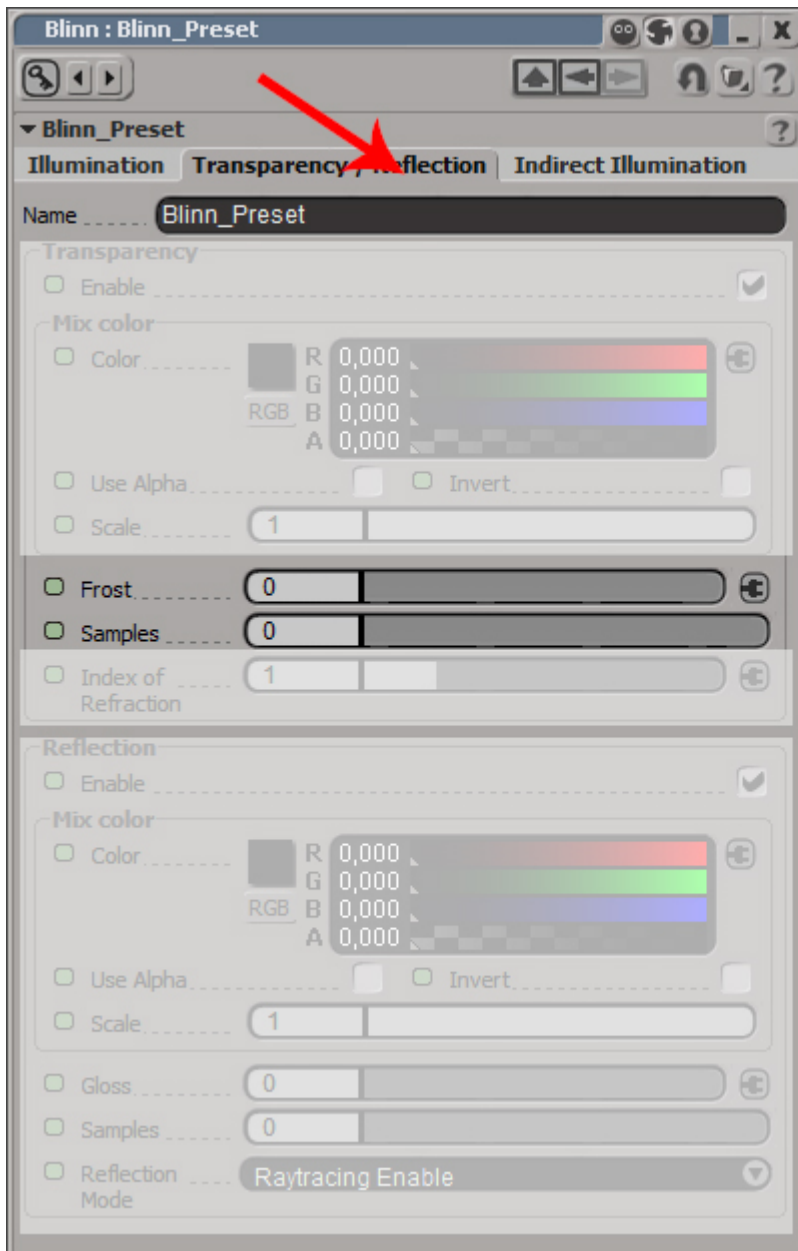 Blinn : Blinn_Preset
Blinn_Preset ?
Illumination Transparency / Reflection Indirect Illumination
Name Blinn_Preset
Transparency
Enable
Mix color
Color R 0,000
G 0,000
RGB B 0,000
A 0,000
Use Alpha Invert
Scale 1
Frost 0
Samples 0
Index of Refraction 1
Reflection
Enable
Mix color
Color R 0,000
G 0,000
RGB B 0,000
A 0,000
Use Alpha Invert
Scale 1
Gloss 0
Samples 0
Reflection Mode Raytracing Enable